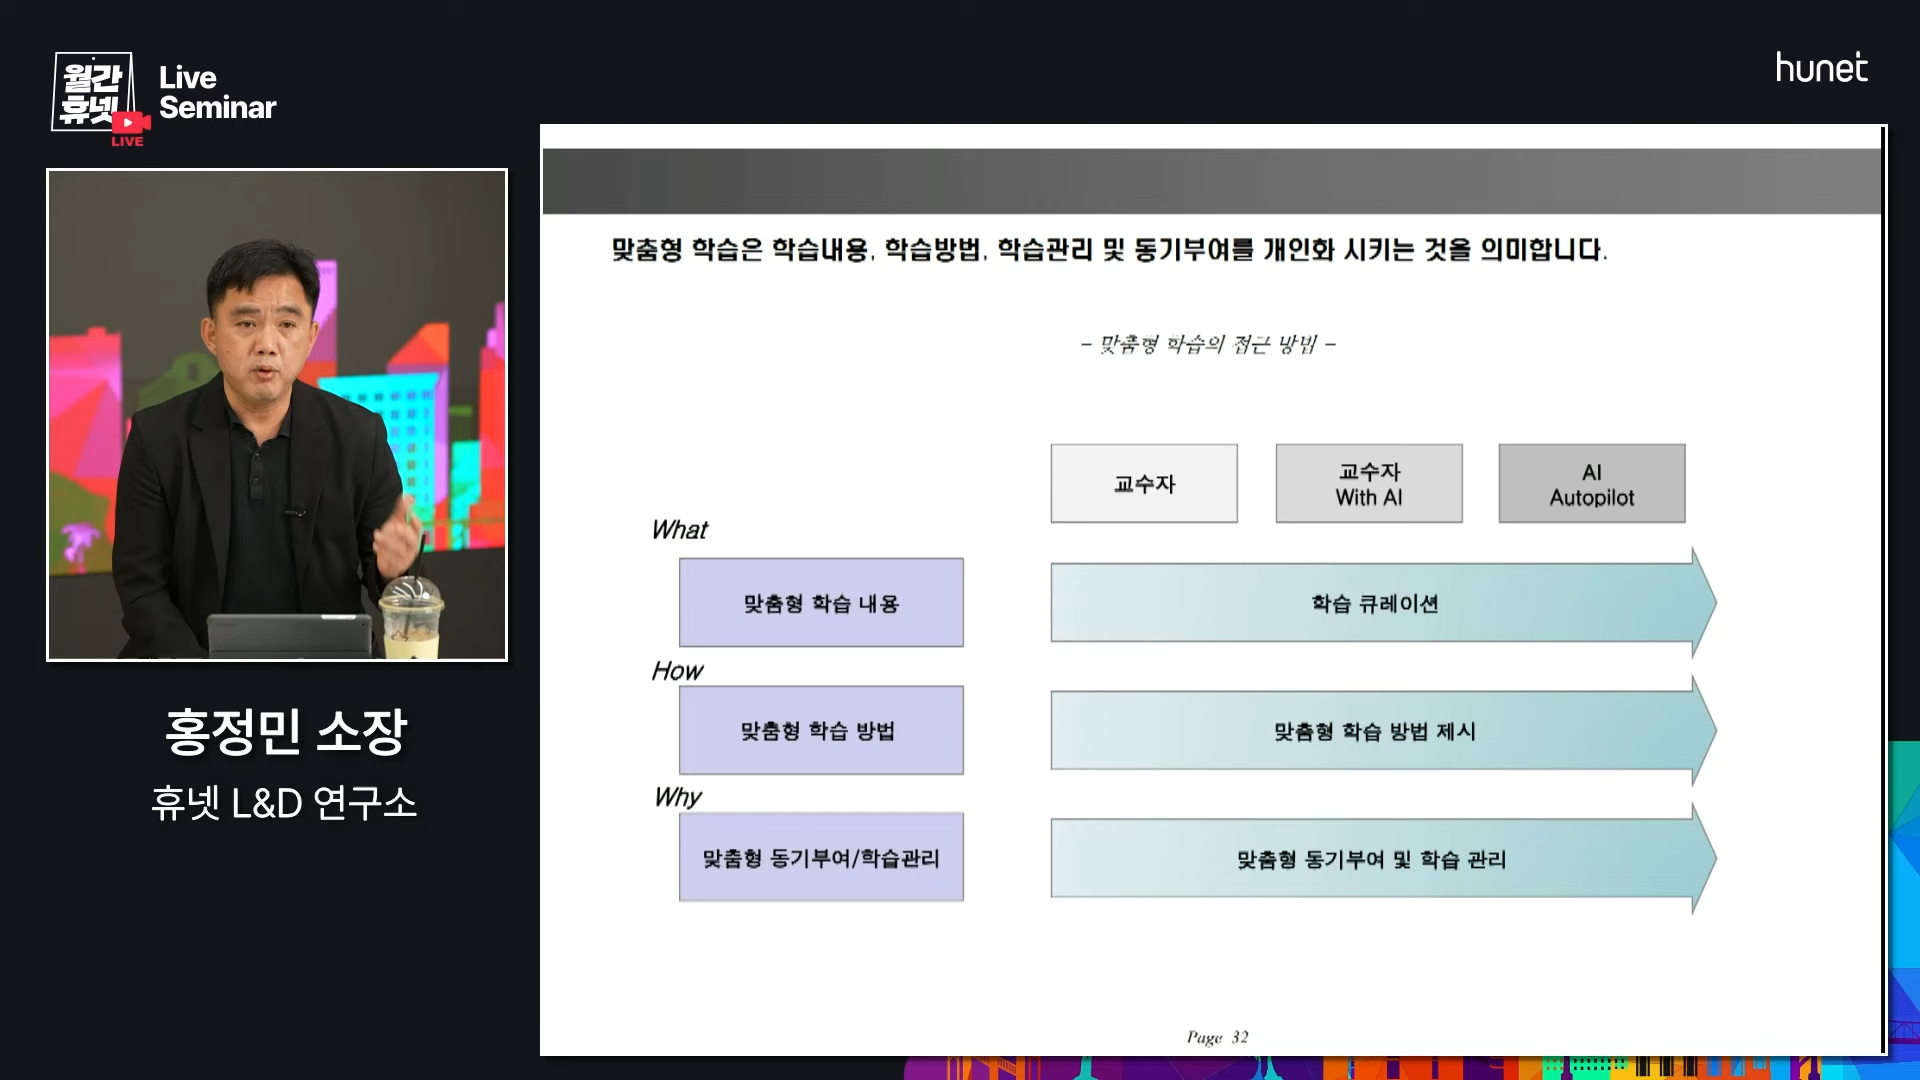 월간
휴넷
LIVE
Live
Seminar
hunet
맞춤형 학습은 학습내용, 학습방법, 학습관리 및 동기부여를 개인화 시키는 것을 의미합니다.
- 맞춤형 학습의 접근 방법 -
교수자
교수자
With AI
AI
Autopilot
What
맞춤형 학습 내용
학습 큐레이션
How
맞춤형 학습 방법
맞춤형 학습 방법 제시
Why
맞춤형 동기부여/학습관리
맞춤형 동기부여 및 학습 관리
Page 32
홍정민 소장
휴넷 L&D 연구소